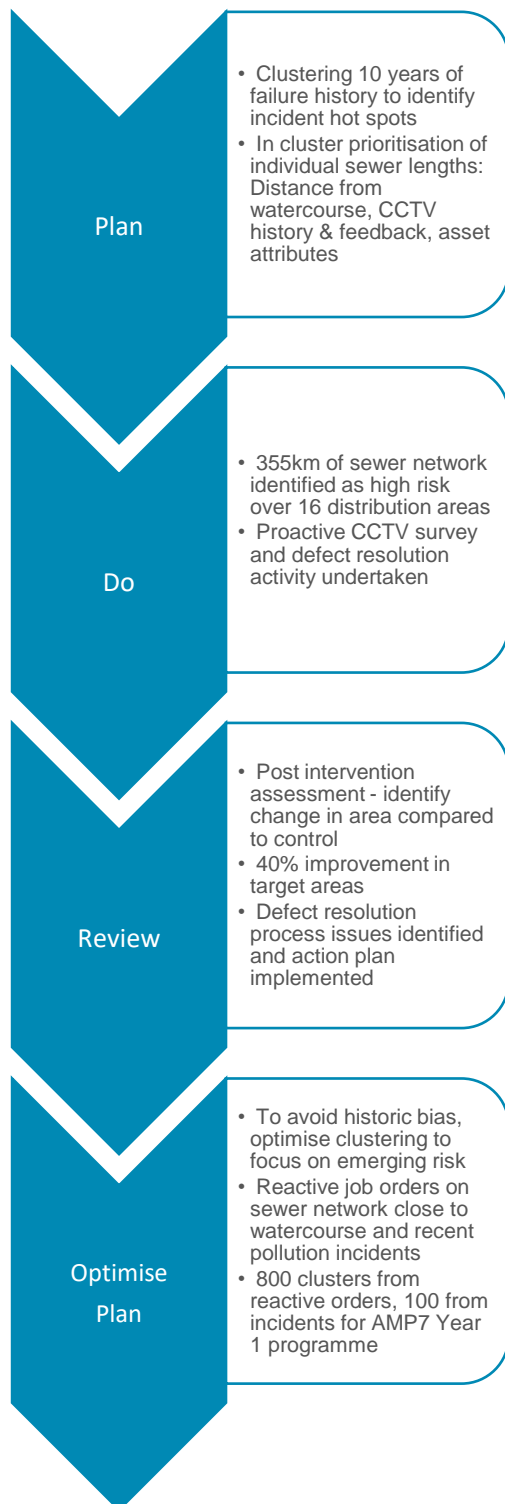 Plan
• Clustering 10 years of
failure history to identify
incident hot spots
• In cluster prioritisation of
individual sewer lengths:
Distance from
watercourse, CCTV
history & feedback, asset
attributes
Do
• 355km of sewer network
identified as high risk
over 16 distribution areas
• Proactive CCTV survey
and defect resolution
activity undertaken
Review
• Post intervention
assessment - identify
change in area compared
to control
• 40% improvement in
target areas
• Defect resolution
process issues identified
and action plan
implemented
Optimise
Plan
• To avoid historic bias,
optimise clustering to
focus on emerging risk
• Reactive job orders on
sewer network close to
watercourse and recent
pollution incidents
• 800 clusters from
reactive orders, 100 from
incidents for AMP7 Year
1 programme